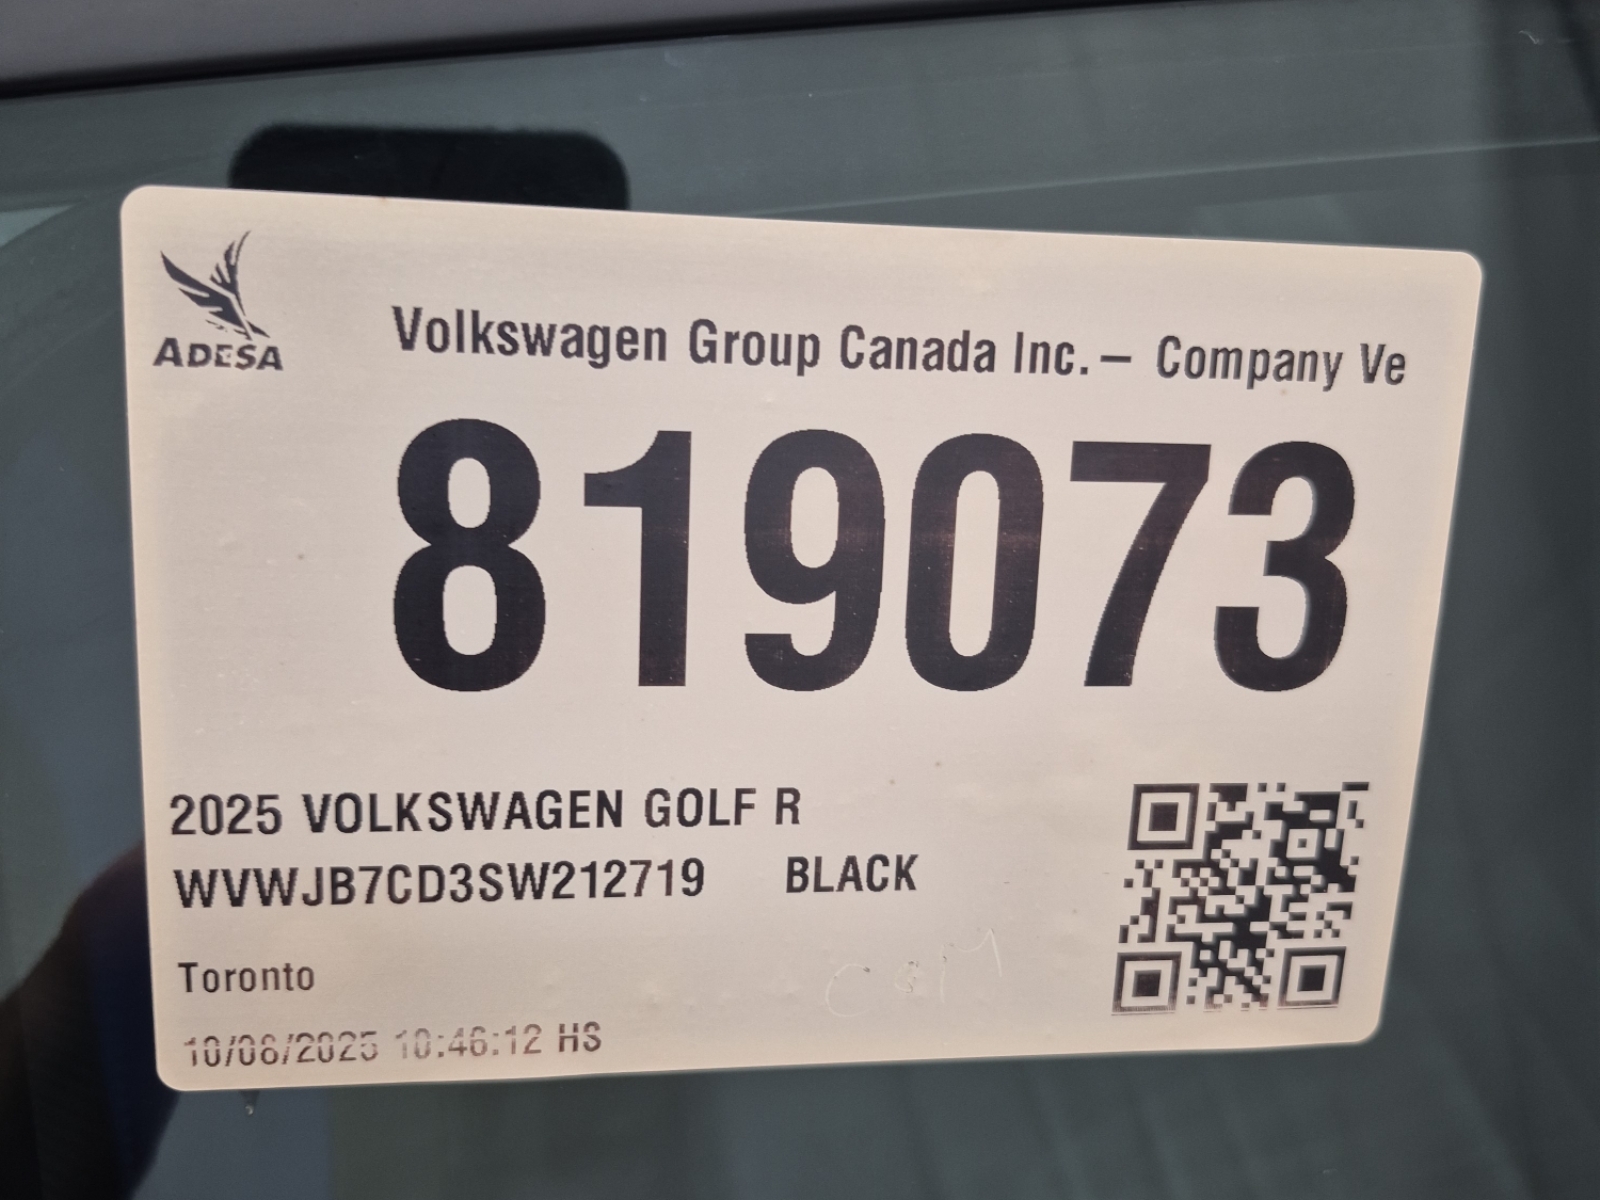 ADESA
Volkswagen Group Canada Inc. – Company Ve
819073
2025 VOLKSWAGEN GOLF R
WVWJB7CD3SW212719 BLACK
Toronto
10/06/2025 10:46:12 HS